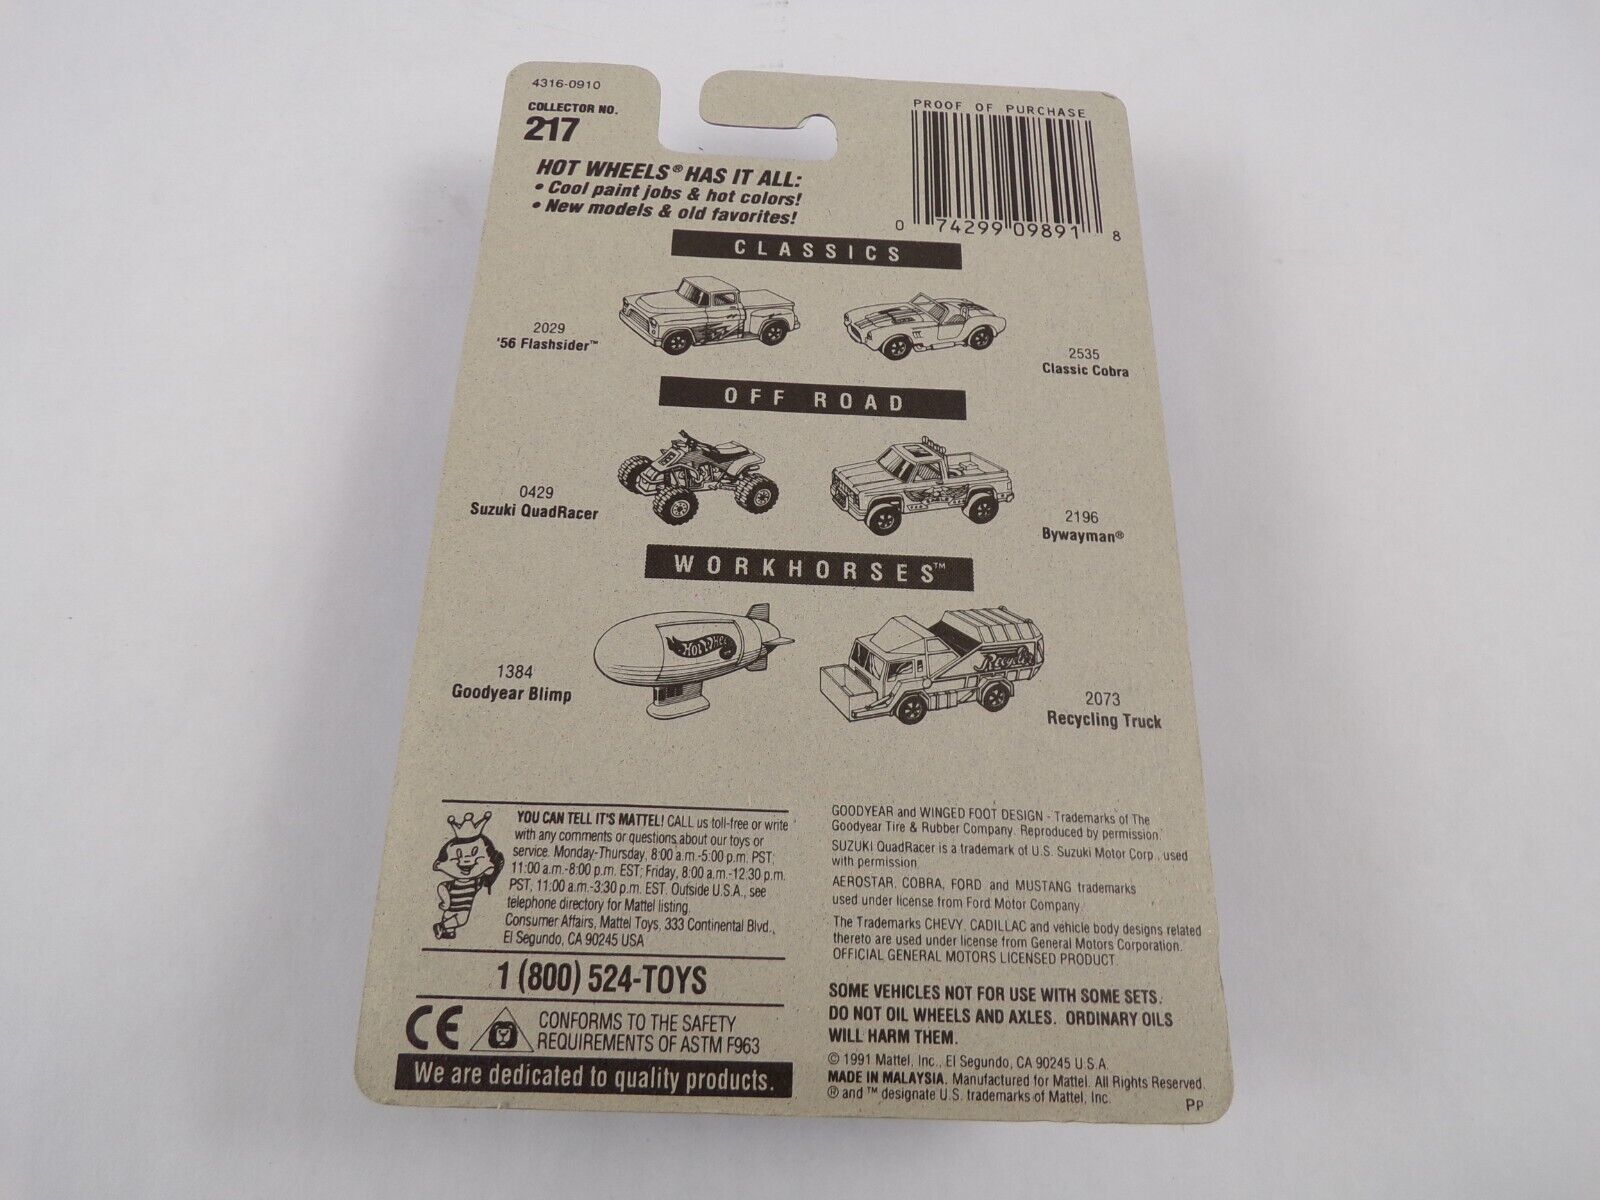 4316-0910
COLLECTOR NO.
217
HOT WHEELS® HAS IT ALL:
• Cool paint jobs & hot colors!
• New models & old favorites!
PROOF OF PURCHASE
0 74299 09891 8
CLASSICS
2029
'56 Flashsider™
2535
Classic Cobra
OFF ROAD
0429
Suzuki QuadRacer
2196
Bywayman®
WORKHORSES™
Hot Wheels
1384
Goodyear Blimp
Recycler
2073
Recycling Truck
YOU CAN TELL IT'S MATTEL! CALL us toll-free or write
with any comments or questions about our toys or
service. Monday-Thursday, 8:00 a.m.-5:00 p.m. PST,
11:00 a.m.-8:00 p.m. EST; Friday, 8:00 a.m.-12:30 p.m.
PST, 11:00 a.m.-3:30 p.m. EST. Outside U.S.A., see
telephone directory for Mattel listing.
Consumer Affairs, Mattel Toys, 333 Continental Blvd.,
El Segundo, CA 90245 USA
1 (800) 524-TOYS
CE
CONFORMS TO THE SAFETY
REQUIREMENTS OF ASTM F963
We are dedicated to quality products.
GOODYEAR and WINGED FOOT DESIGN - Trademarks of The
Goodyear Tire & Rubber Company. Reproduced by permission.
SUZUKI QuadRacer is a trademark of U.S. Suzuki Motor Corp., used
with permission.
AEROSTAR, COBRA, FORD and MUSTANG trademarks
used under license from Ford Motor Company.
The Trademarks CHEVY, CADILLAC and vehicle body designs related
thereto are used under license from General Motors Corporation.
OFFICIAL GENERAL MOTORS LICENSED PRODUCT.
SOME VEHICLES NOT FOR USE WITH SOME SETS.
DO NOT OIL WHEELS AND AXLES. ORDINARY OILS
WILL HARM THEM.
© 1991 Mattel, Inc., El Segundo, CA 90245 U.S.A.
MADE IN MALAYSIA. Manufactured for Mattel. All Rights Reserved.
® and ™ designate U.S. trademarks of Mattel, Inc.
PP